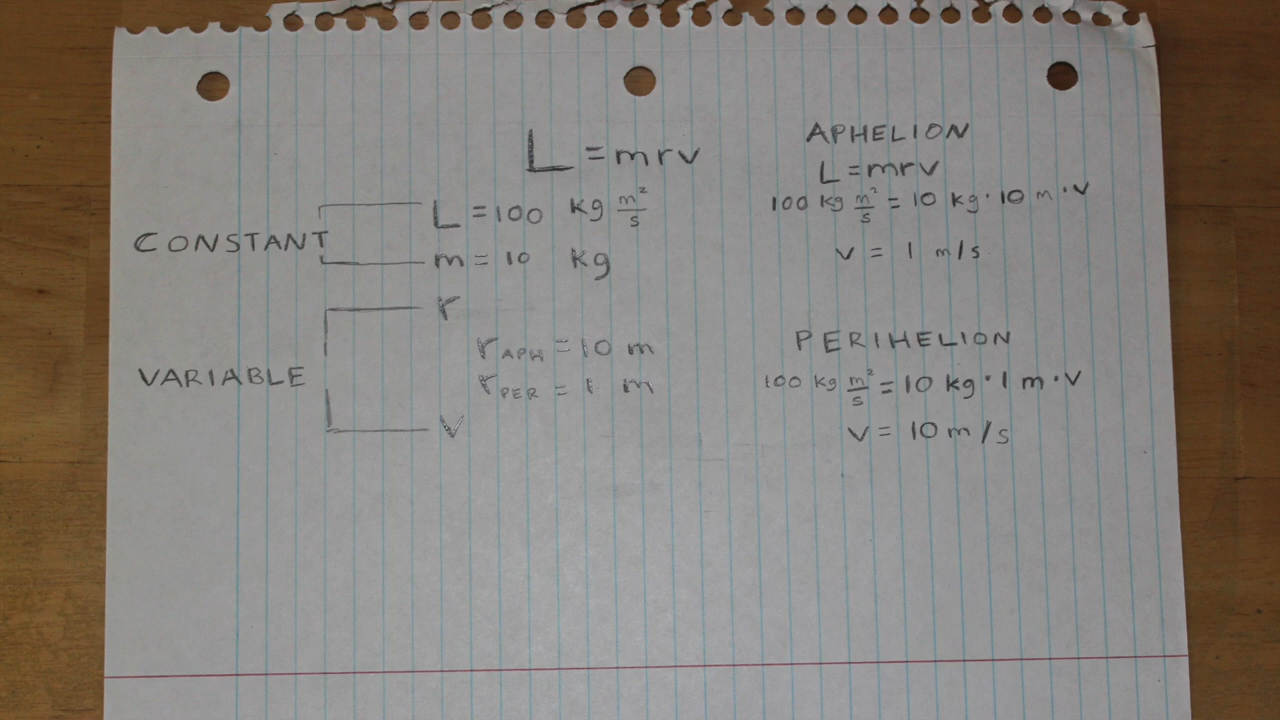 L = mrv
CONSTANT
L = 100 kg m²/s
m = 10 kg
VARIABLE
r
r_APH = 10 m
r_PER = 1 m
v
APHELION
L = mrv
100 kg m²/s = 10 kg · 10 m · v
v = 1 m/s
PERIHELION
100 kg m²/s = 10 kg · 1 m · v
v = 10 m/s